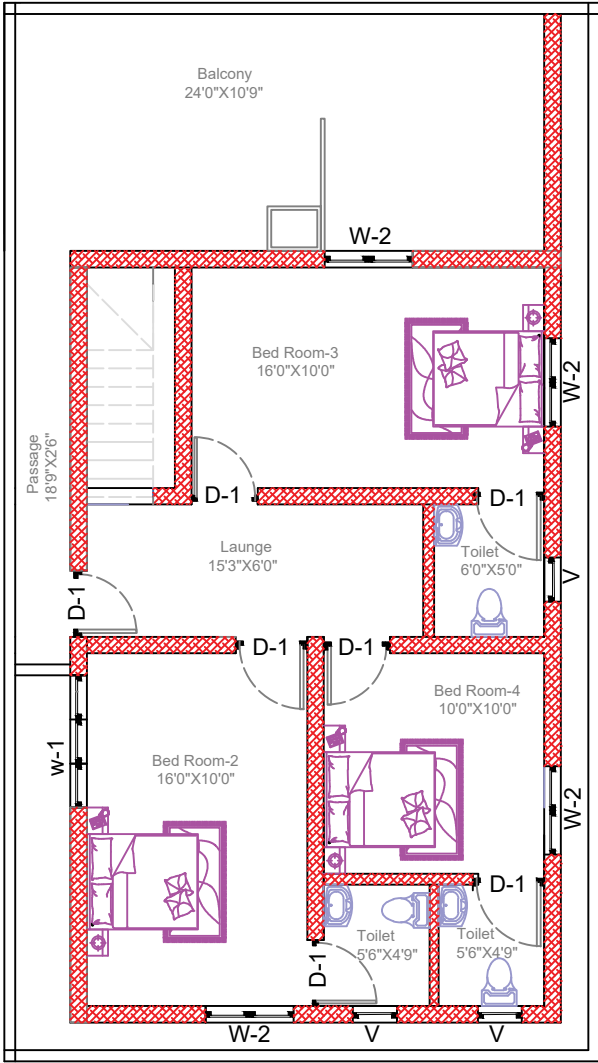 Balcony
24'0"X10'9"
W-2
Bed Room-3
16'0"X10'0"
W-2
Passage
18'9"X2'6"
D-1
D-1
Launge
15'3"X6'0"
Toilet
6'0"X5'0"
V
D-1
D-1
D-1
Bed Room-4
10'0"X10'0"
w-1
Bed Room-2
16'0"X10'0"
W-2
D-1
Toilet
5'6"X4'9"
Toilet
5'6"X4'9"
D-1
W-2
V
V